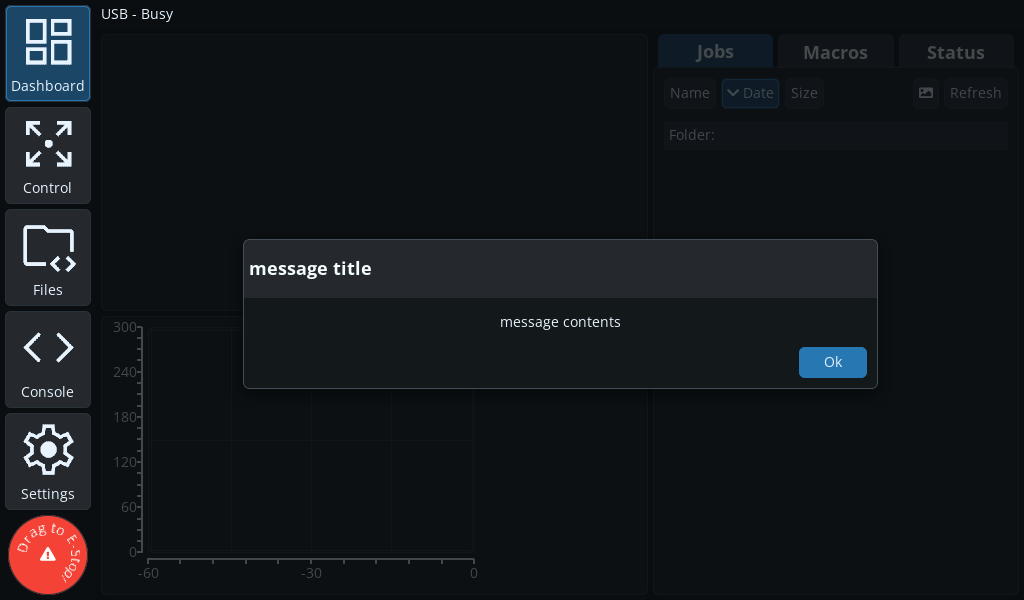 USB - Busy
Dashboard
Control
Files
Console
Settings
Drag to E-Stop!
Jobs
Macros
Status
Name
Date
Size
Refresh
Folder:
message title
message contents
Ok
300
240
180
120
60
0
-60
-30
0